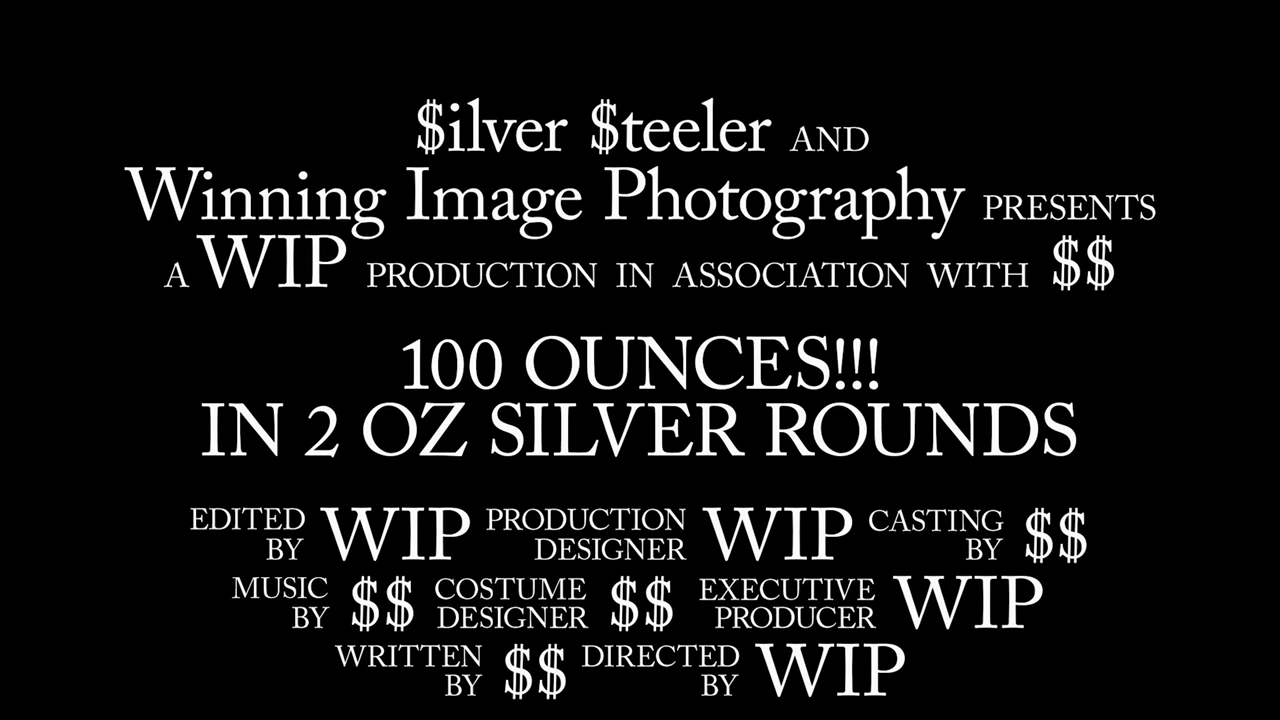 $ilver $teeler AND
Winning Image Photography PRESENTS
A WIP PRODUCTION IN ASSOCIATION WITH $$
100 OUNCES!!!
IN 2 OZ SILVER ROUNDS
EDITED BY WIP PRODUCTION DESIGNER WIP CASTING BY $$
MUSIC BY $$ COSTUME DESIGNER $$ EXECUTIVE PRODUCER WIP
WRITTEN BY $$ DIRECTED BY WIP